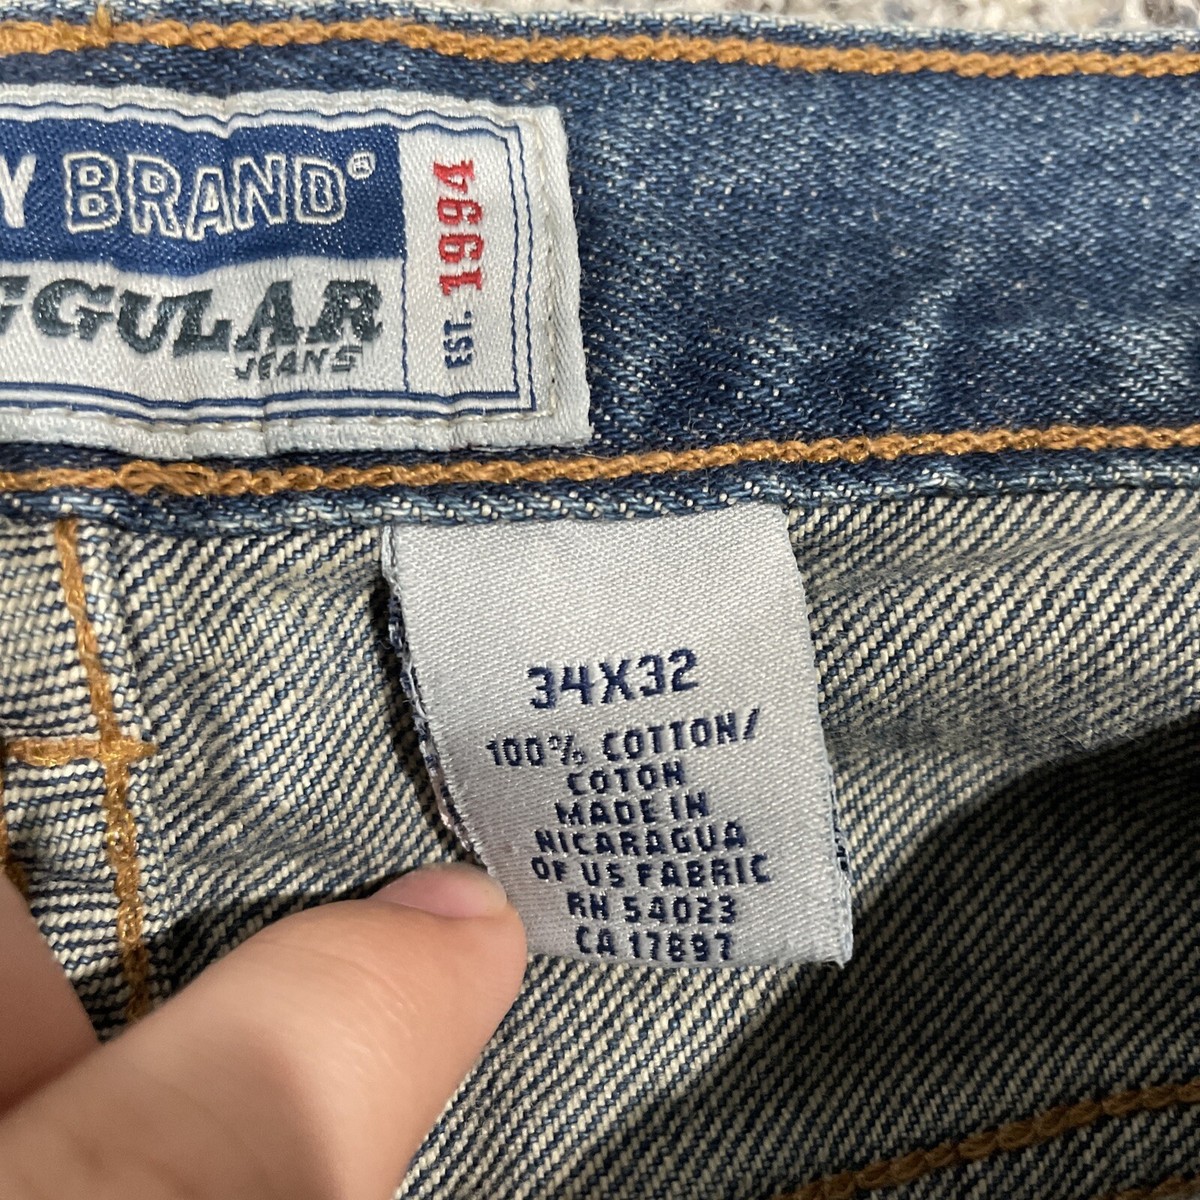 Y BRAND®
GGULAR
JEANS
EST. 1994
34X32
100% COTTON/
COTON
MADE IN
NICARAGUA
OF US FABRIC
RN 54023
CA 17897